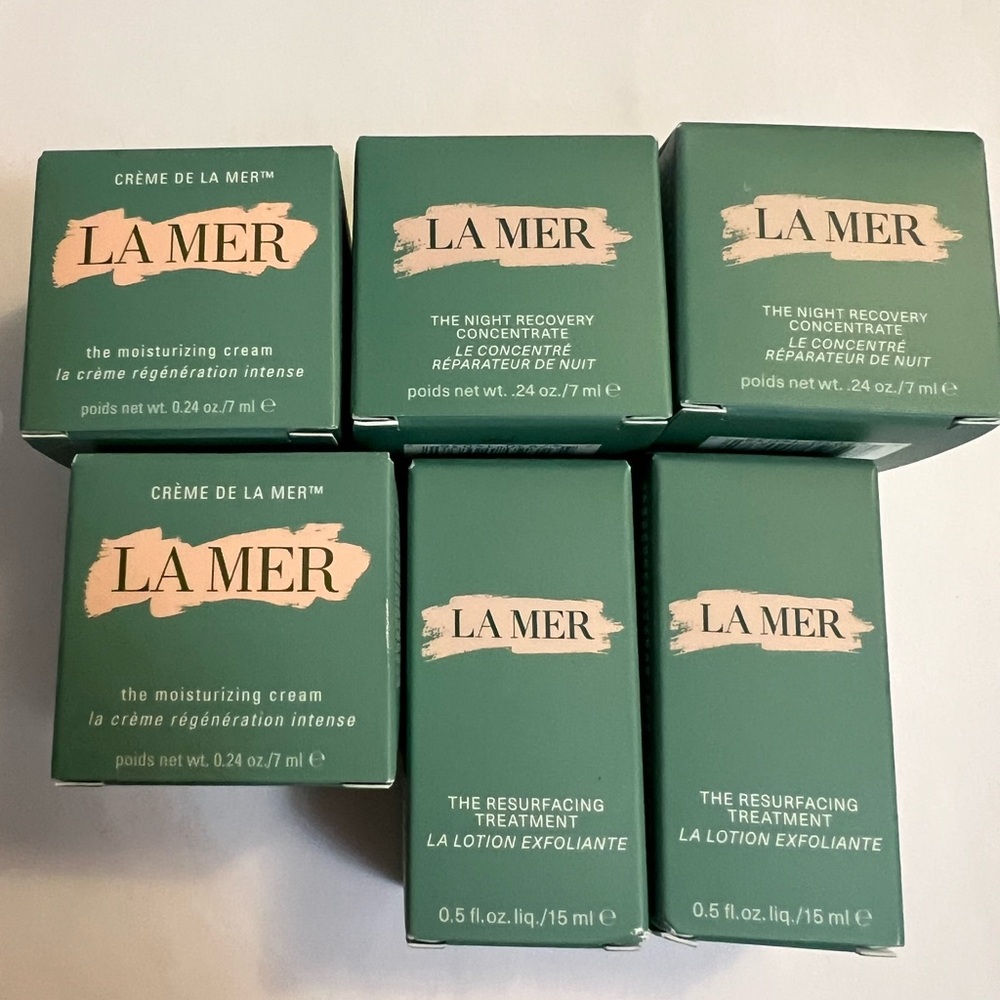 CRÈME DE LA MER™
LA MER
the moisturizing cream
la crème régénération intense
poids net wt. 0.24 oz./7 ml ℮
LA MER
THE NIGHT RECOVERY
CONCENTRATE
LE CONCENTRÉ
RÉPARATEUR DE NUIT
poids net wt. .24 oz./7 ml ℮
LA MER
THE NIGHT RECOVERY
CONCENTRATE
LE CONCENTRÉ
RÉPARATEUR DE NUIT
poids net wt. .24 oz./7 ml ℮
CRÈME DE LA MER™
LA MER
the moisturizing cream
la crème régénération intense
poids net wt. 0.24 oz./7 ml ℮
LA MER
THE RESURFACING
TREATMENT
LA LOTION EXFOLIANTE
0.5 fl.oz.liq./15 ml ℮
LA MER
THE RESURFACING
TREATMENT
LA LOTION EXFOLIANTE
0.5 fl.oz.liq./15 ml ℮